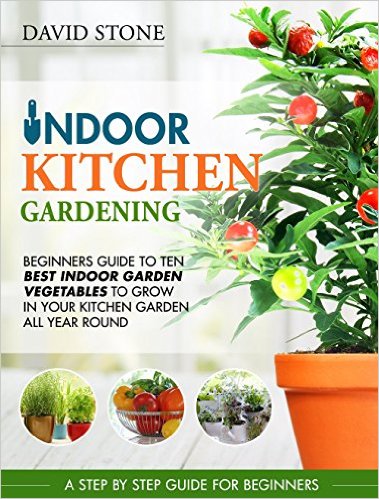 DAVID STONE
INDOOR
KITCHEN
GARDENING
BEGINNERS GUIDE TO TEN
BEST INDOOR GARDEN
VEGETABLES TO GROW
IN YOUR KITCHEN GARDEN
ALL YEAR ROUND
A STEP BY STEP GUIDE FOR BEGINNERS